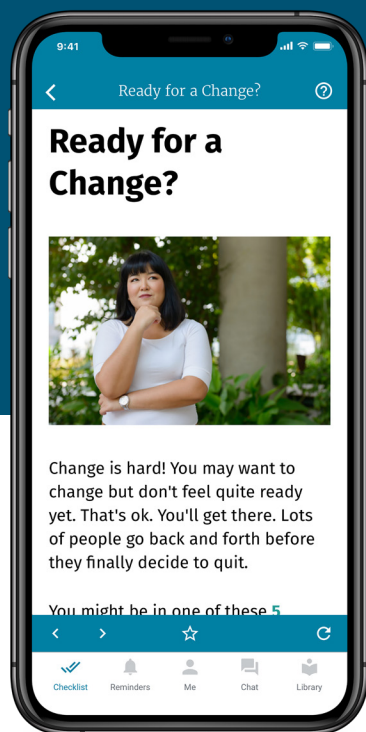 9:41
Ready for a Change?
Ready for a
Change?
Change is hard! You may want to
change but don't feel quite ready
yet. That's ok. You'll get there. Lots
of people go back and forth before
they finally decide to quit.
You might be in one of these 5
Checklist
Reminders
Me
Chat
Library